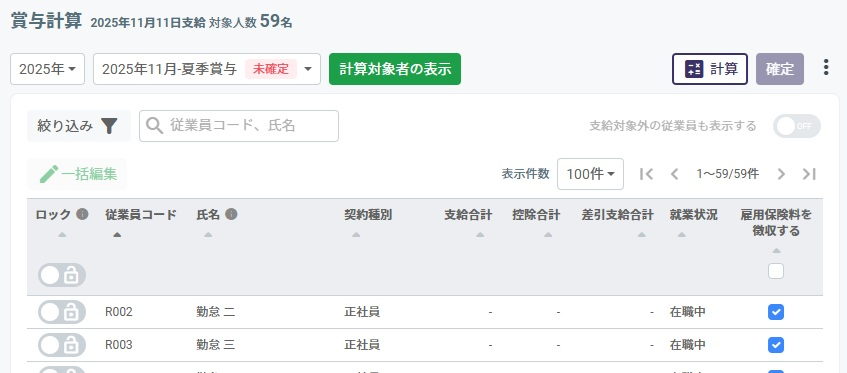 賞与計算 2025年11月11日支給 対象人数 59名
2025年 2025年11月-夏季賞与 未確定 計算対象者の表示 計算 確定
絞り込み 従業員コード、氏名 支給対象外の従業員も表示する OFF
一括編集 表示件数 100件 1〜59/59件
ロック 従業員コード 氏名 契約種別 支給合計 控除合計 差引支給合計 就業状況 雇用保険料を
徴収する
R002 勤怠 二 正社員 - - - 在職中
R003 勤怠 三 正社員 - - - 在職中